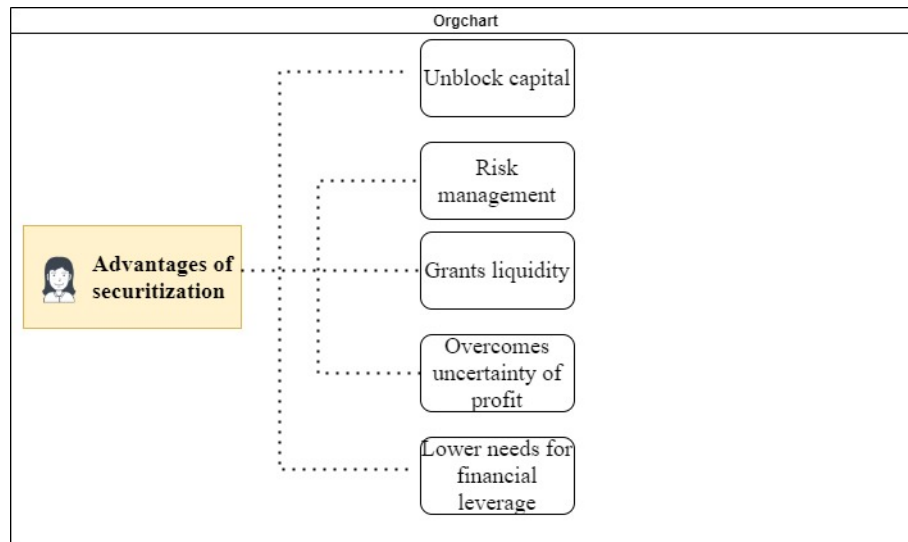 Orgchart
Unblock capital
Risk
management
Advantages of
securitization
Grants liquidity
Overcomes
uncertainty of
profit
Lower needs for
financial
leverage